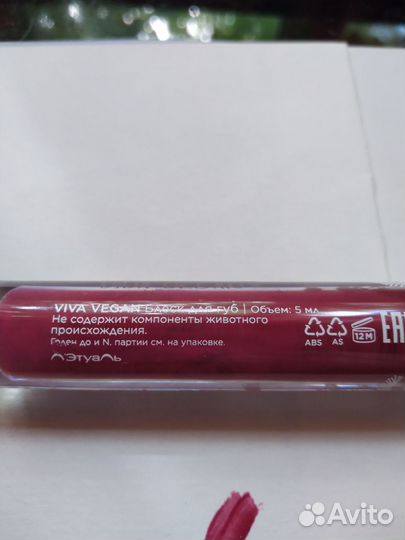 VIVA VEGAN Блеск для губ | Объем: 5 мл
Не содержит компоненты животного
происхождения.
Годен до и N. партии см. на упаковке.
Л'Этуаль
ABS AS 12M EAC
Avito